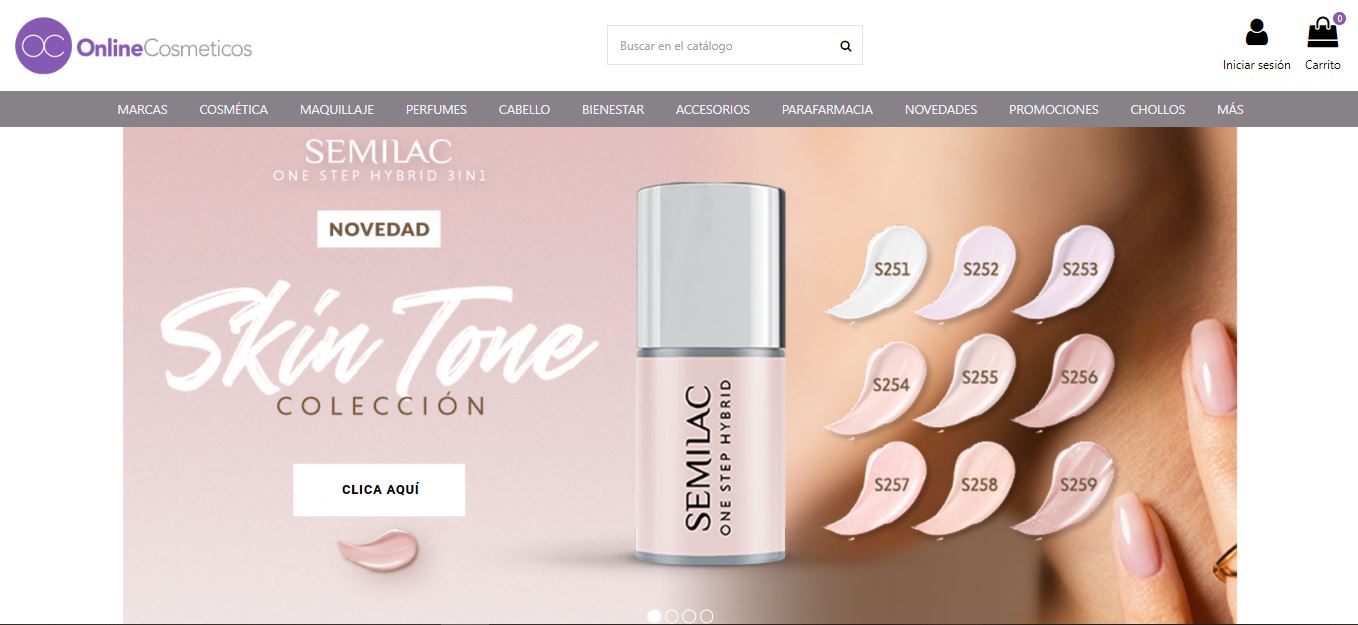 OC OnlineCosmeticos
Buscar en el catálogo
0
Iniciar sesión
Carrito
MARCAS COSMÉTICA MAQUILLAJE PERFUMES CABELLO BIENESTAR ACCESORIOS PARAFARMACIA NOVEDADES PROMOCIONES CHOLLOS MÁS
SEMILAC
ONE STEP HYBRID 3IN1
NOVEDAD
Skin Tone
COLECCIÓN
CLICA AQUÍ
SEMILAC
ONE STEP HYBRID
S251 S252 S253
S254 S255 S256
S257 S258 S259